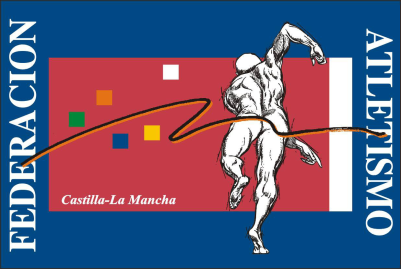 FEDERACION
ATLETISMO
Castilla-La Mancha